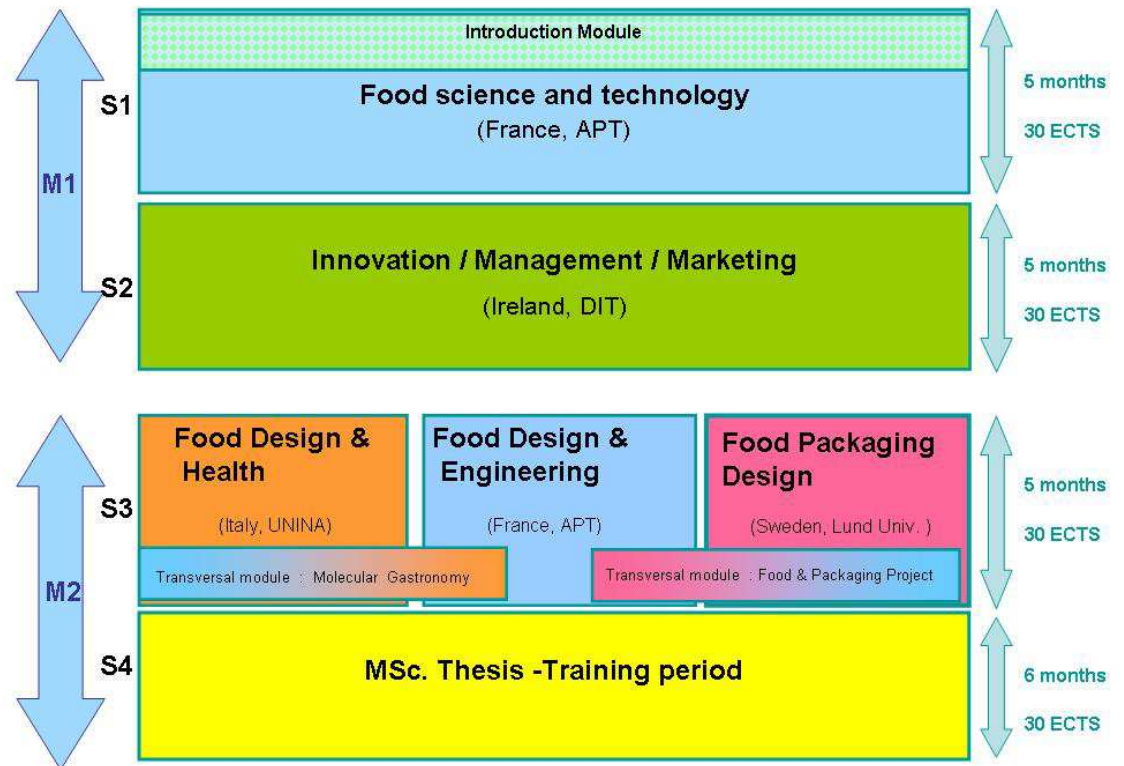 Introduction Module
Food science and technology
(France, APT)
S1
5 months
30 ECTS
M1
Innovation / Management / Marketing
(Ireland, DIT)
S2
5 months
30 ECTS
Food Design &
Health
(Italy, UNINA)
Food Design &
Engineering
(France, APT)
Food Packaging
Design
(Sweden, Lund Univ. )
S3
5 months
30 ECTS
Transversal module : Molecular Gastronomy
Transversal module : Food & Packaging Project
M2
S4
MSc. Thesis -Training period
6 months
30 ECTS